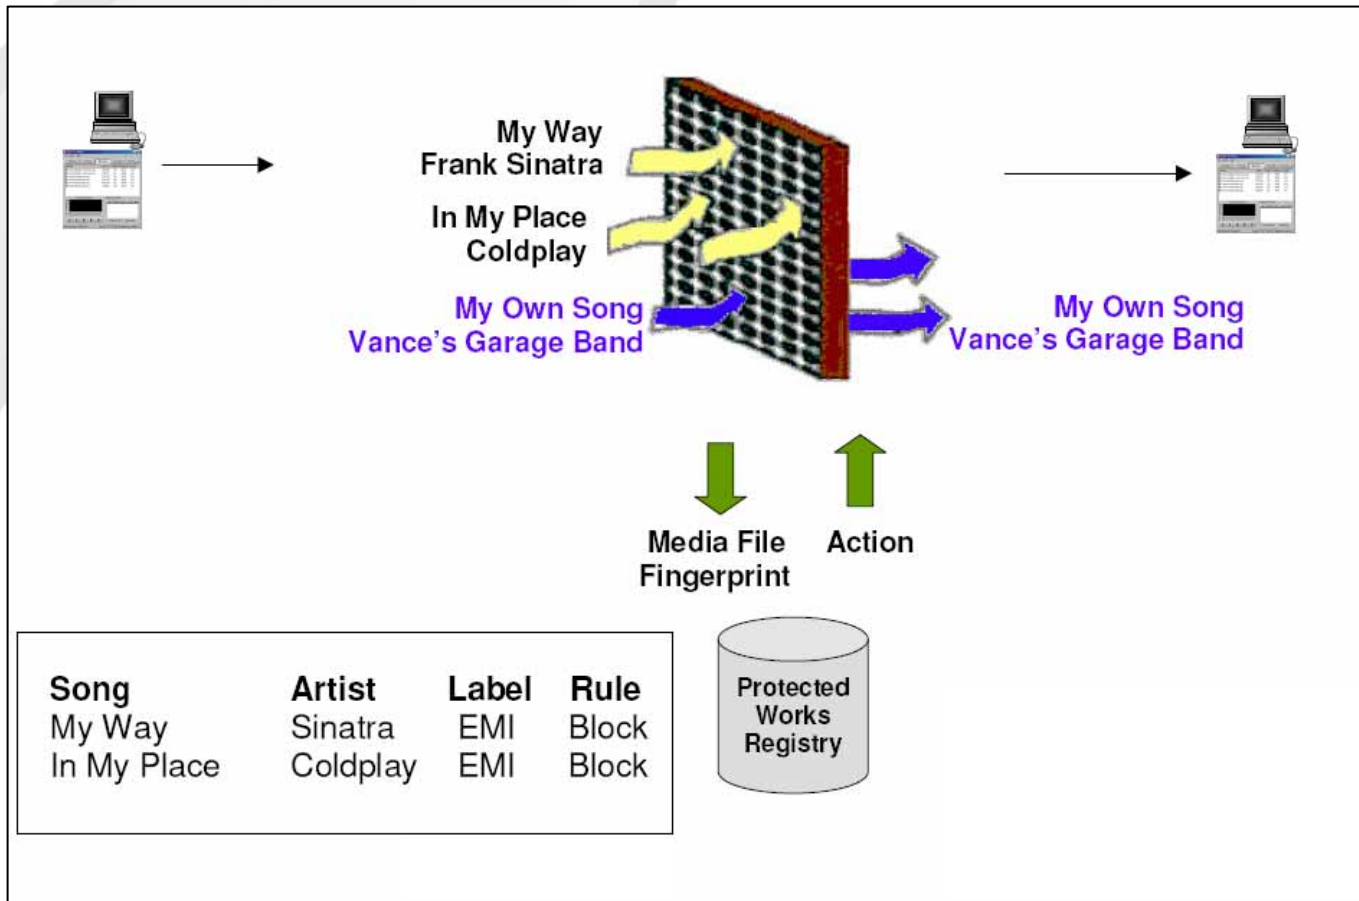 My Way
Frank Sinatra
In My Place
Coldplay
My Own Song
Vance's Garage Band
My Own Song
Vance's Garage Band
Media File
Fingerprint
Action
Protected
Works
Registry
Song Artist Label Rule
My Way Sinatra EMI Block
In My Place Coldplay EMI Block